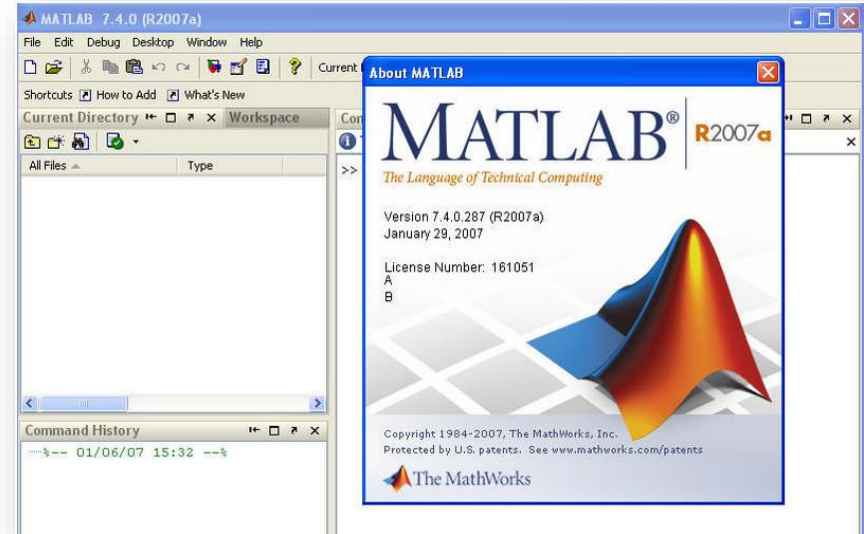 MATLAB 7.4.0 (R2007a)
File Edit Debug Desktop Window Help
Current
Shortcuts How to Add What's New
Current Directory Workspace
All Files Type
>>
Command History
%-- 01/06/07 15:32 --%
About MATLAB
MATLAB® R2007a
The Language of Technical Computing
Version 7.4.0.287 (R2007a)
January 29, 2007
License Number: 161051
A
B
Copyright 1984-2007, The MathWorks, Inc.
Protected by U.S. patents. See www.mathworks.com/patents
The MathWorks